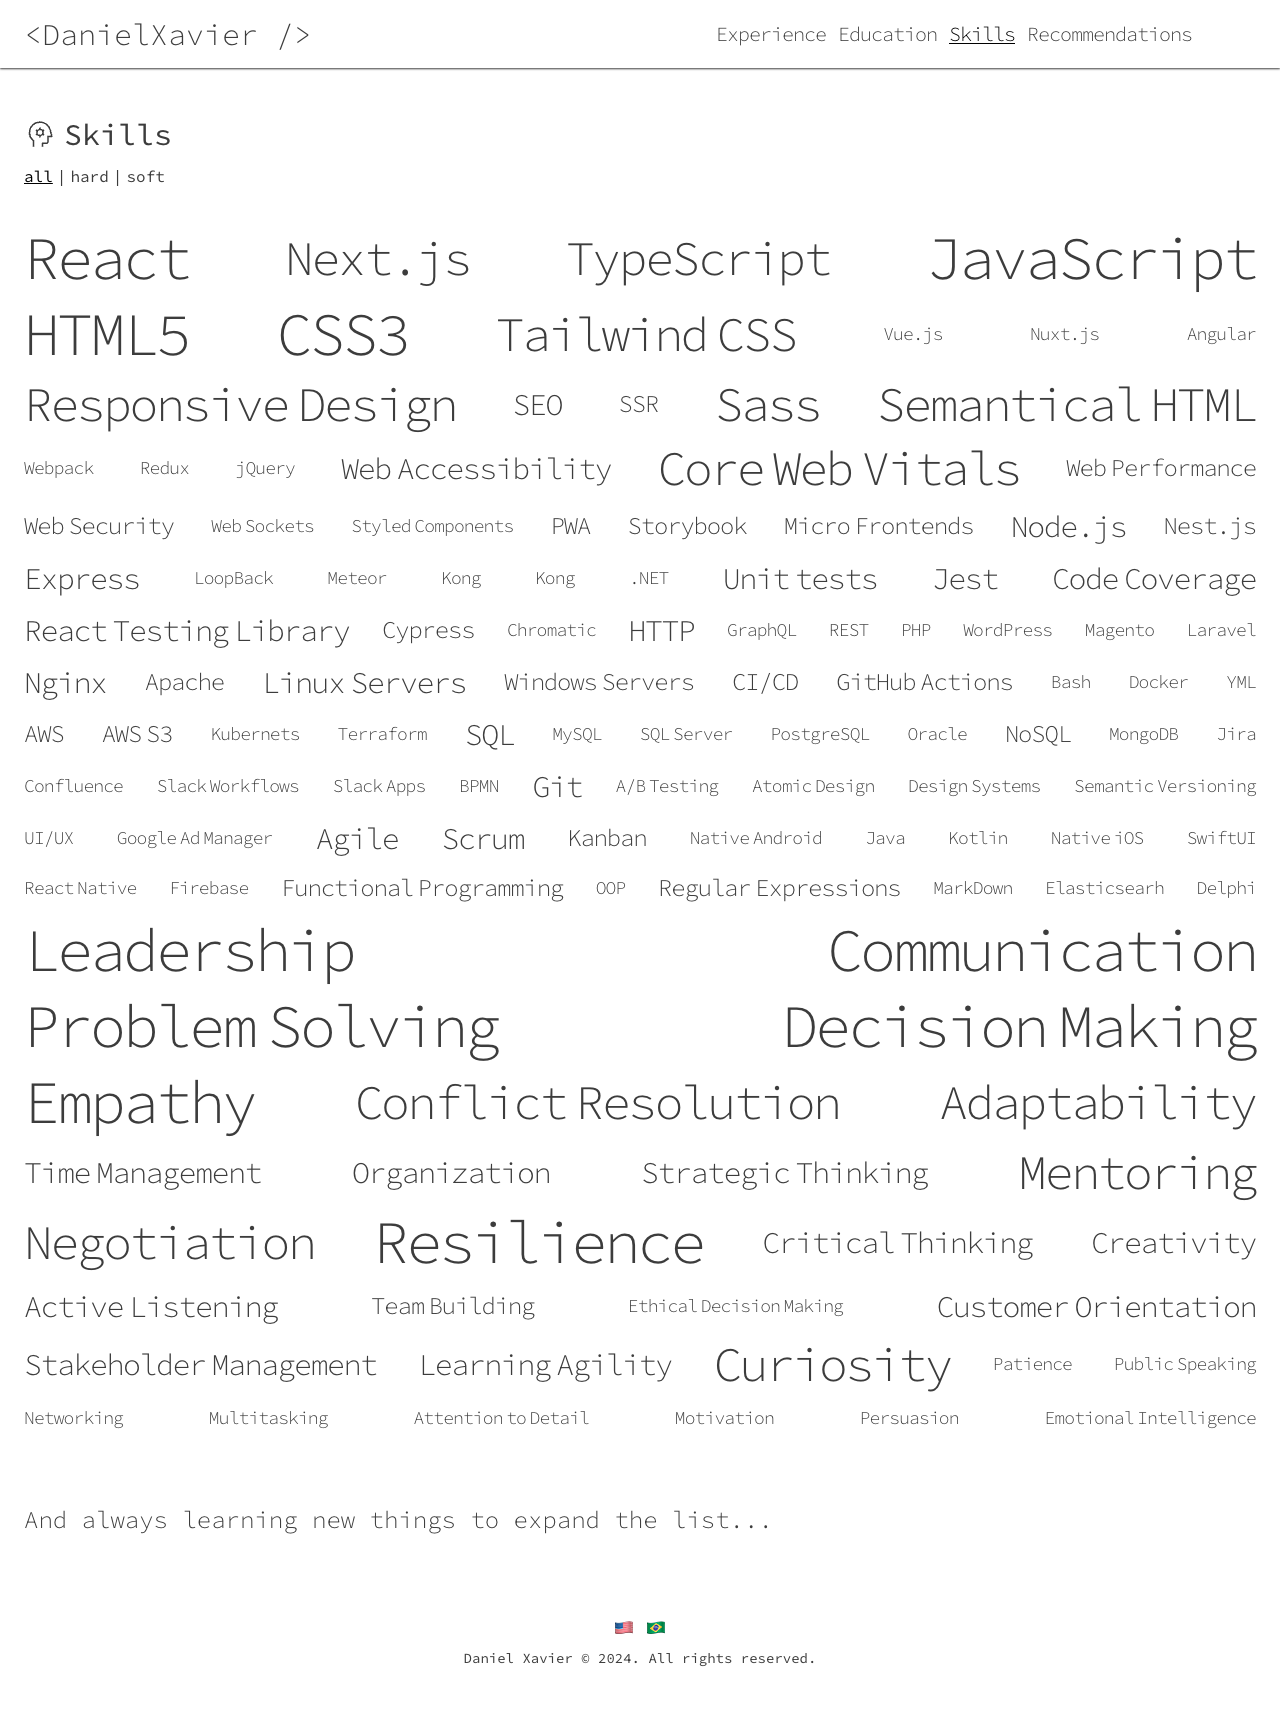 <DanielXavier />
Experience Education Skills Recommendations
Skills
all | hard | soft
React Next.js TypeScript JavaScript
HTML5 CSS3 Tailwind CSS Vue.js Nuxt.js Angular
Responsive Design SEO SSR Sass Semantical HTML
Webpack Redux jQuery Web Accessibility Core Web Vitals Web Performance
Web Security Web Sockets Styled Components PWA Storybook Micro Frontends Node.js Nest.js
Express LoopBack Meteor Kong Kong .NET Unit tests Jest Code Coverage
React Testing Library Cypress Chromatic HTTP GraphQL REST PHP WordPress Magento Laravel
Nginx Apache Linux Servers Windows Servers CI/CD GitHub Actions Bash Docker YML
AWS AWS S3 Kubernets Terraform SQL MySQL SQL Server PostgreSQL Oracle NoSQL MongoDB Jira
Confluence Slack Workflows Slack Apps BPMN Git A/B Testing Atomic Design Design Systems Semantic Versioning
UI/UX Google Ad Manager Agile Scrum Kanban Native Android Java Kotlin Native iOS SwiftUI
React Native Firebase Functional Programming OOP Regular Expressions MarkDown Elasticsearh Delphi
Leadership Communication
Problem Solving Decision Making
Empathy Conflict Resolution Adaptability
Time Management Organization Strategic Thinking Mentoring
Negotiation Resilience Critical Thinking Creativity
Active Listening Team Building Ethical Decision Making Customer Orientation
Stakeholder Management Learning Agility Curiosity Patience Public Speaking
Networking Multitasking Attention to Detail Motivation Persuasion Emotional Intelligence
And always learning new things to expand the list...
Daniel Xavier © 2024. All rights reserved.